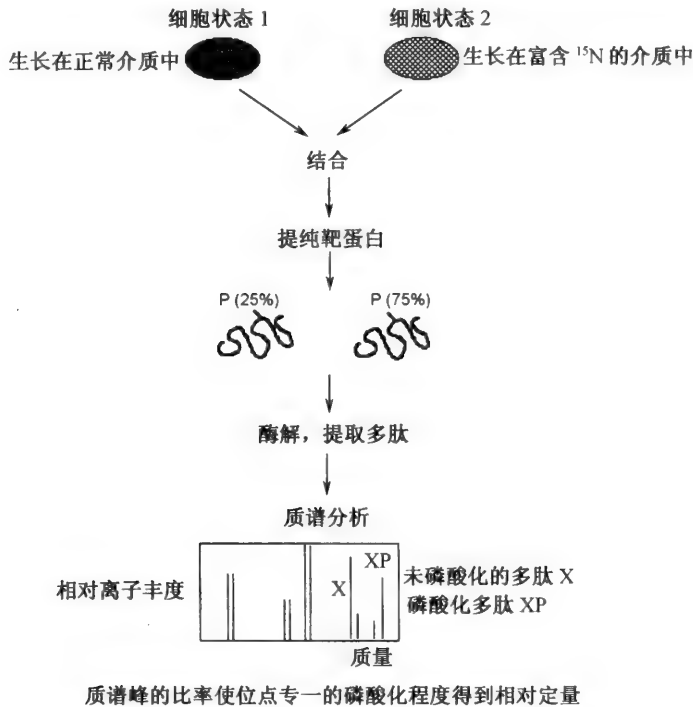 细胞状态 1
细胞状态 2
生长在正常介质中
生长在富含 ¹⁵N 的介质中
结合
提纯靶蛋白
P (25%)
P (75%)
酶解，提取多肽
质谱分析
相对离子丰度
X
XP
未磷酸化的多肽 X
磷酸化多肽 XP
质量
质谱峰的比率使位点专一的磷酸化程度得到相对定量